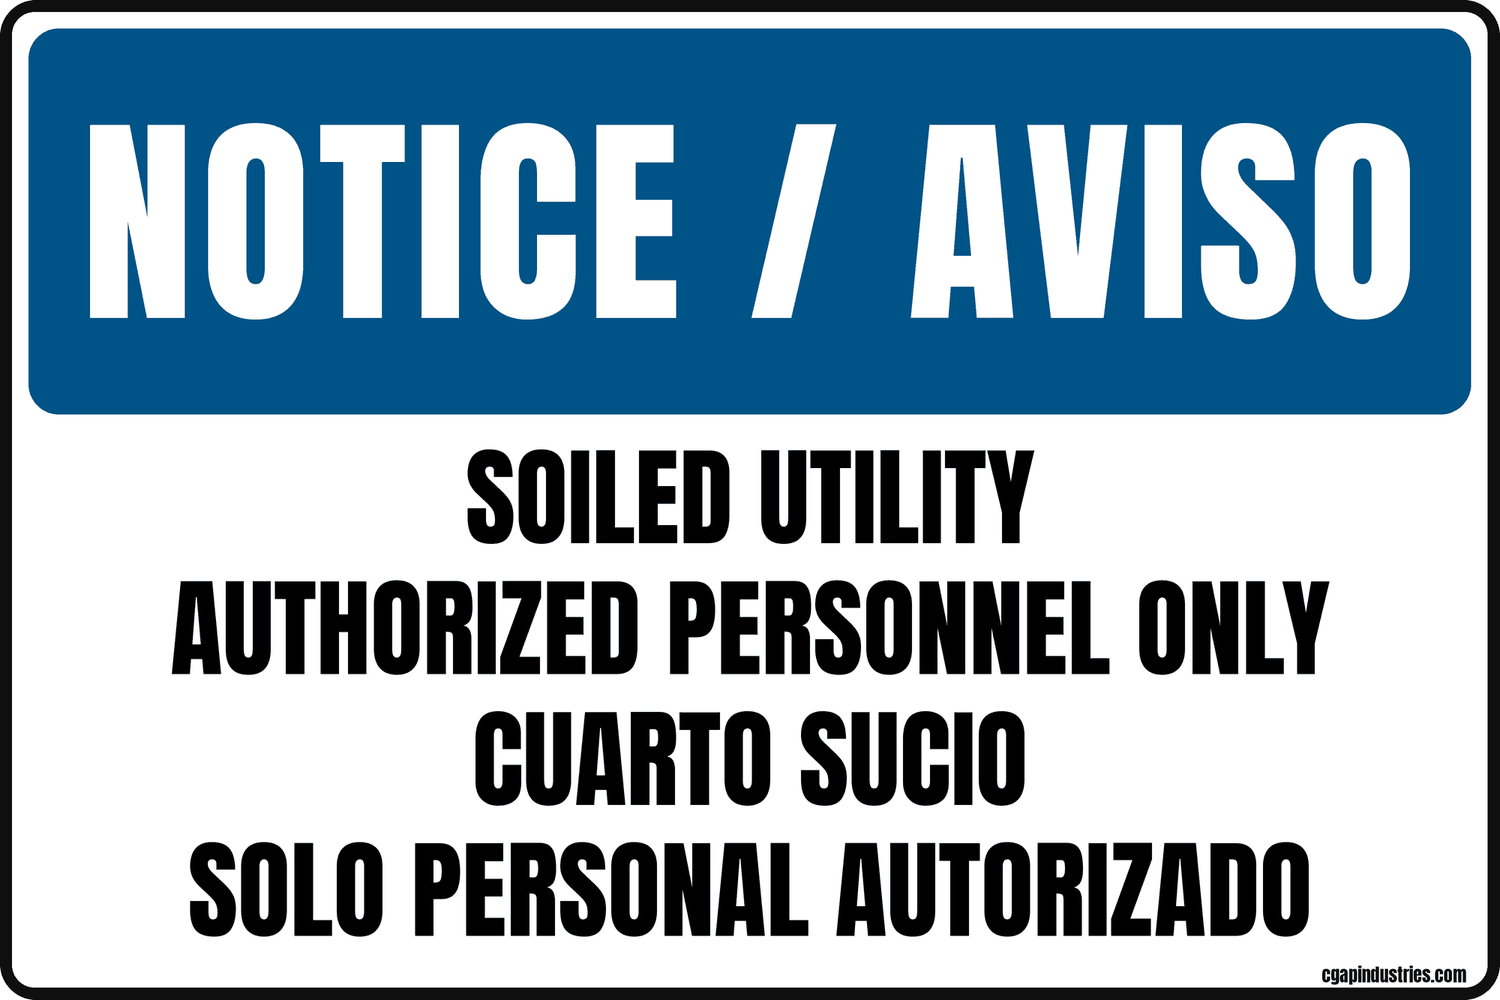 NOTICE / AVISO
SOILED UTILITY
AUTHORIZED PERSONNEL ONLY
CUARTO SUCIO
SOLO PERSONAL AUTORIZADO
cgapindustries.com